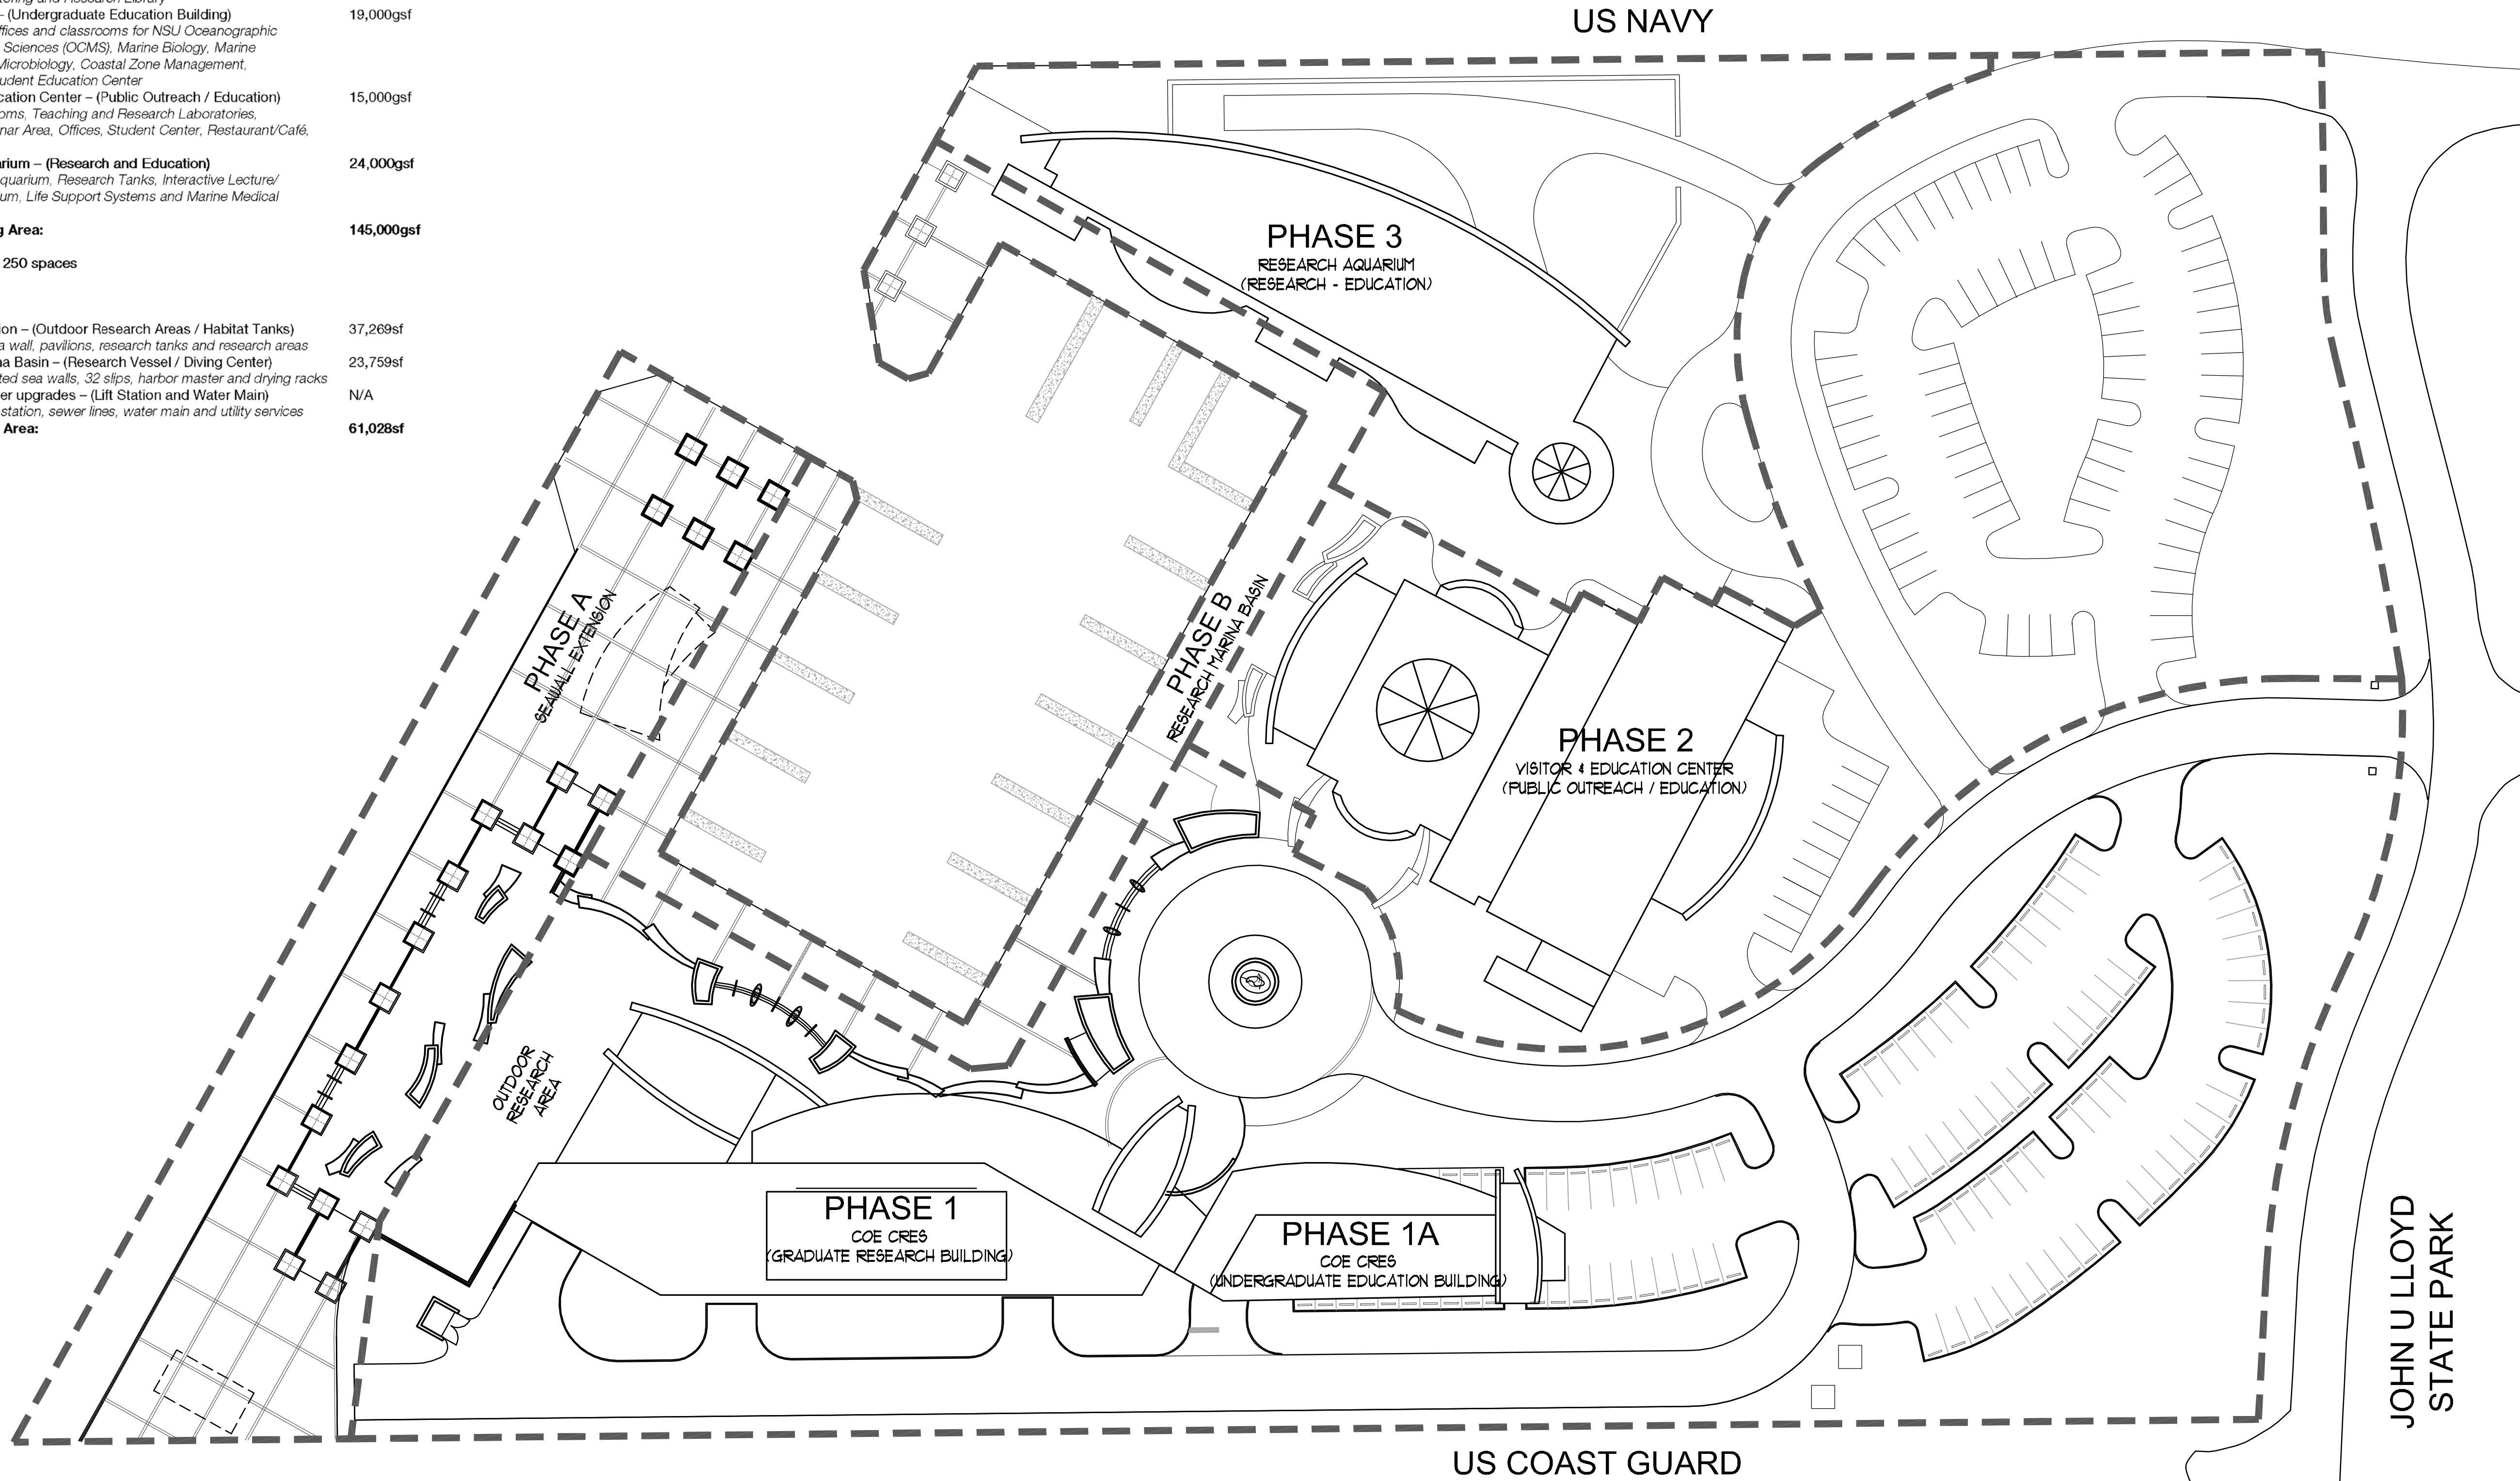 tering and Research Library
– (Undergraduate Education Building) 19,000gsf
ffices and classrooms for NSU Oceanographic
Sciences (OCMS), Marine Biology, Marine
Microbiology, Coastal Zone Management,
tudent Education Center
cation Center – (Public Outreach / Education) 15,000gsf
oms, Teaching and Research Laboratories,
nar Area, Offices, Student Center, Restaurant/Café,
arium – (Research and Education) 24,000gsf
quarium, Research Tanks, Interactive Lecture/
um, Life Support Systems and Marine Medical
g Area: 145,000gsf
250 spaces
ion – (Outdoor Research Areas / Habitat Tanks) 37,269sf
a wall, pavilions, research tanks and research areas
na Basin – (Research Vessel / Diving Center) 23,759sf
ted sea walls, 32 slips, harbor master and drying racks
er upgrades – (Lift Station and Water Main) N/A
station, sewer lines, water main and utility services
Area: 61,028sf
US NAVY
PHASE 3
RESEARCH AQUARIUM
(RESEARCH - EDUCATION)
PHASE A
SEAWALL EXTENSION
PHASE B
RESEARCH MARINA BASIN
PHASE 2
VISITOR & EDUCATION CENTER
(PUBLIC OUTREACH / EDUCATION)
OUTDOOR
RESEARCH
AREA
PHASE 1
COE CRES
(GRADUATE RESEARCH BUILDING)
PHASE 1A
COE CRES
(UNDERGRADUATE EDUCATION BUILDING)
JOHN U LLOYD
STATE PARK
US COAST GUARD